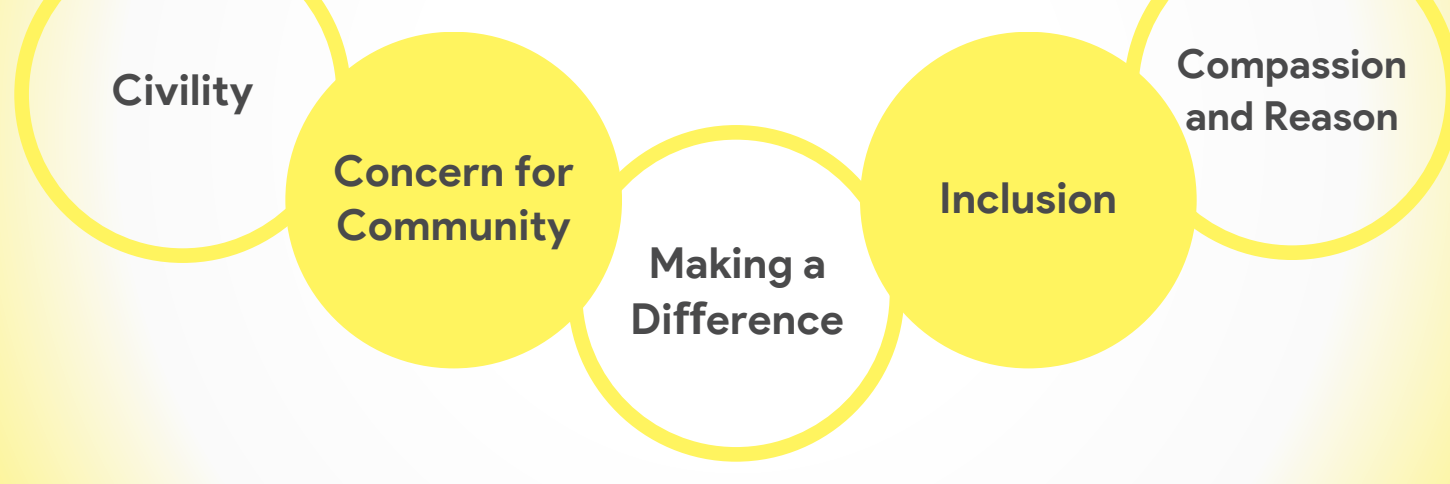 Civility
Concern for
Community
Making a
Difference
Inclusion
Compassion
and Reason